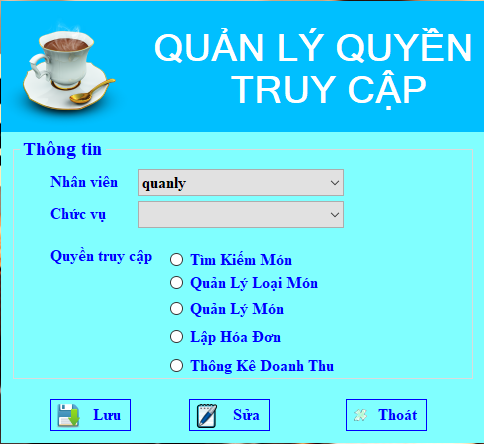 QUẢN LÝ QUYỀN
TRUY CẬP
Thông tin
Nhân viên quanly
Chức vụ
Quyền truy cập Tìm Kiếm Món
Quản Lý Loại Món
Quản Lý Món
Lập Hóa Đơn
Thống Kê Doanh Thu
Lưu Sửa Thoát